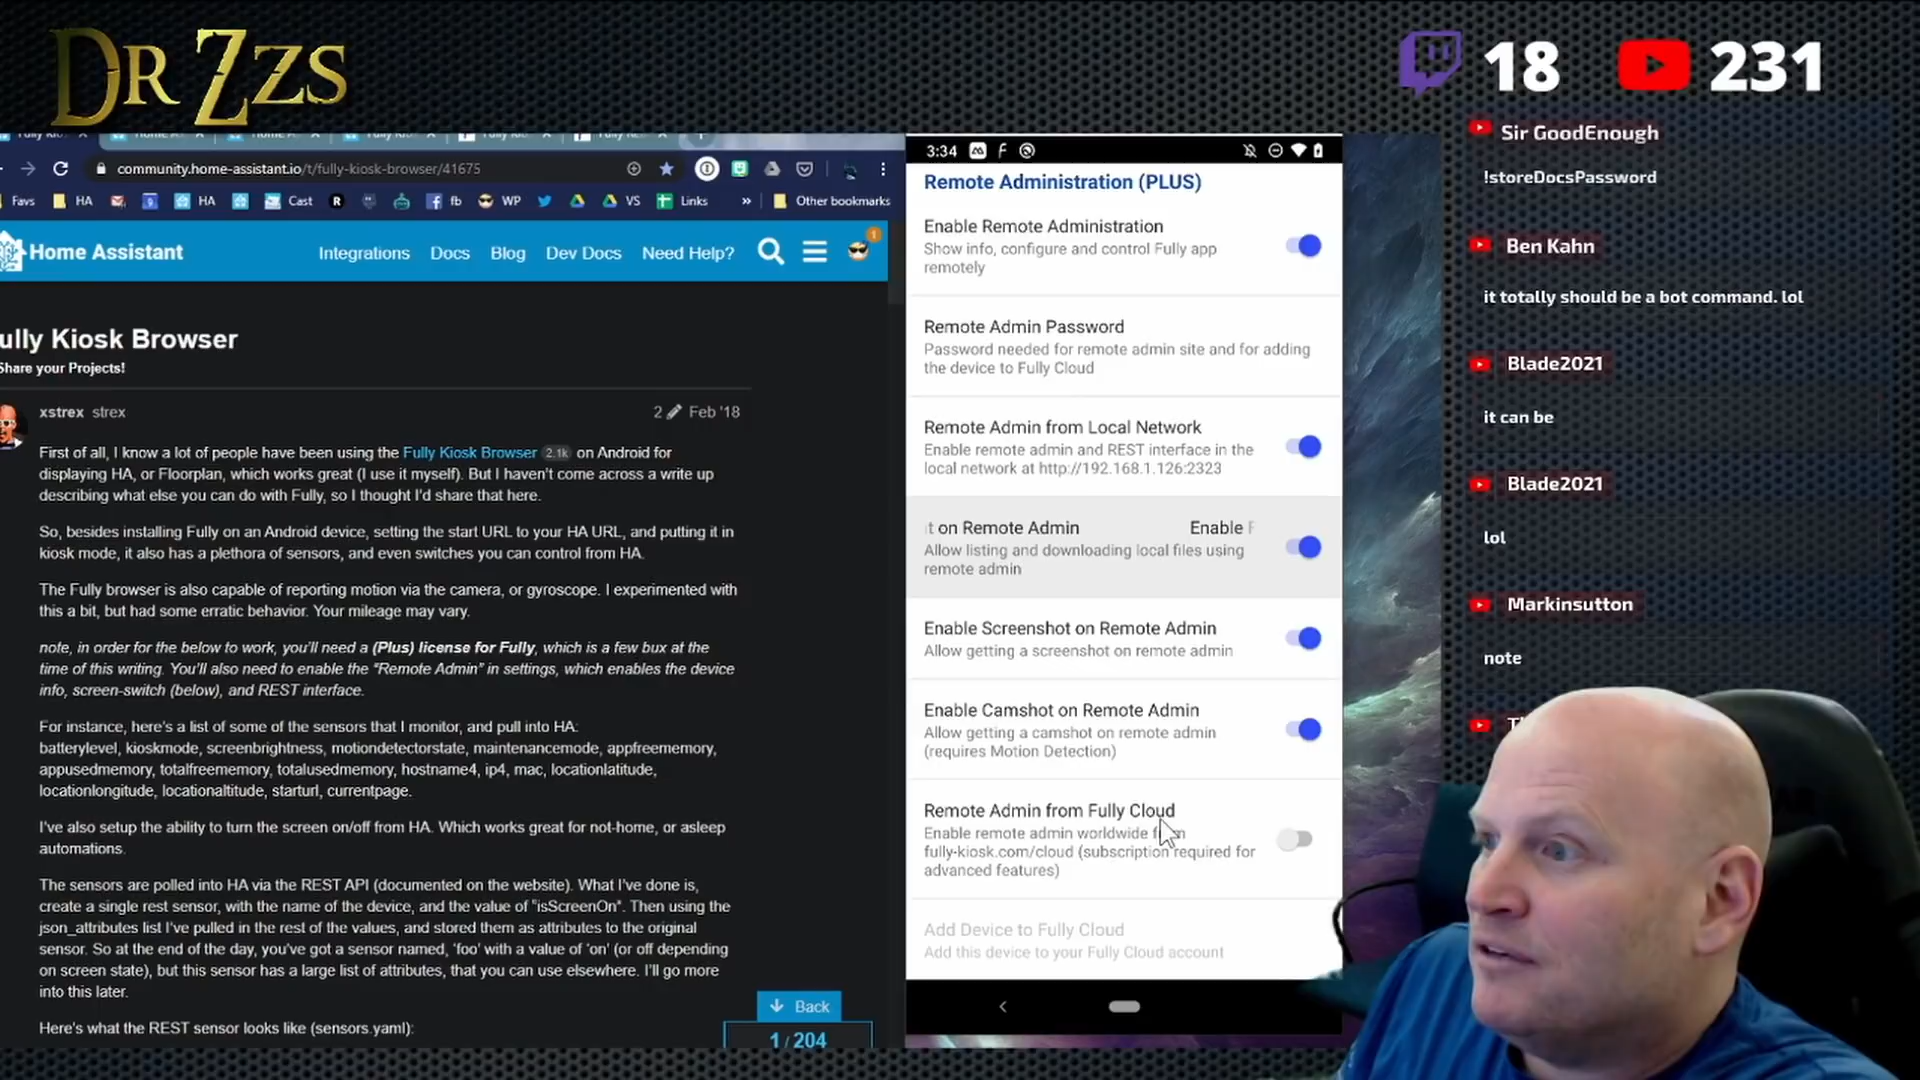 DR ZZS
18
231
community.home-assistant.io/t/fully-kiosk-browser/41675
Favs
HA
HA
Cast
R
fb
WP
VS
Links
»
Other bookmarks
Home Assistant
Integrations
Docs
Blog
Dev Docs
Need Help?
1
ully Kiosk Browser
Share your Projects!
xstrex strex
2
Feb '18
First of all, I know a lot of people have been using the Fully Kiosk Browser 2.1k on Android for
displaying HA, or Floorplan, which works great (I use it myself). But I haven't come across a write up
describing what else you can do with Fully, so I thought I'd share that here.
So, besides installing Fully on an Android device, setting the start URL to your HA URL, and putting it in
kiosk mode, it also has a plethora of sensors, and even switches you can control from HA.
The Fully browser is also capable of reporting motion via the camera, or gyroscope. I experimented with
this a bit, but had some erratic behavior. Your mileage may vary.
note, in order for the below to work, you'll need a (Plus) license for Fully, which is a few bux at the
time of this writing. You'll also need to enable the "Remote Admin" in settings, which enables the device
info, screen-switch (below), and REST interface.
For instance, here's a list of some of the sensors that I monitor, and pull into HA:
batterylevel, kioskmode, screenbrightness, motiondetectorstate, maintenancemode, appfreememory,
appusedmemory, totalfreememory, totalusedmemory, hostname4, ip4, mac, locationlatitude,
locationlongitude, locationaltitude, starturl, currentpage.
I've also setup the ability to turn the screen on/off from HA. Which works great for not-home, or asleep
automations.
The sensors are polled into HA via the REST API (documented on the website). What I've done is,
create a single rest sensor, with the name of the device, and the value of "isScreenOn". Then using the
json_attributes list I've pulled in the rest of the values, and stored them as attributes to the original
sensor. So at the end of the day, you've got a sensor named, 'foo' with a value of 'on' (or off depending
on screen state), but this sensor has a large list of attributes, that you can use elsewhere. I'll go more
into this later.
Here's what the REST sensor looks like (sensors.yaml):
Back
1 / 204
3:34
Remote Administration (PLUS)
Enable Remote Administration
Show info, configure and control Fully app
remotely
Remote Admin Password
Password needed for remote admin site and for adding
the device to Fully Cloud
Remote Admin from Local Network
Enable remote admin and REST interface in the
local network at http://192.168.1.126:2323
t on Remote Admin Enable F
Allow listing and downloading local files using
remote admin
Enable Screenshot on Remote Admin
Allow getting a screenshot on remote admin
Enable Camshot on Remote Admin
Allow getting a camshot on remote admin
(requires Motion Detection)
Remote Admin from Fully Cloud
Enable remote admin worldwide
fully-kiosk.com/cloud (subscription required for
advanced features)
Add Device to Fully Cloud
Add this device to your Fully Cloud account
Sir GoodEnough
!storeDocsPassword
Ben Kahn
it totally should be a bot command. lol
Blade2021
it can be
Blade2021
lol
Markinsutton
note